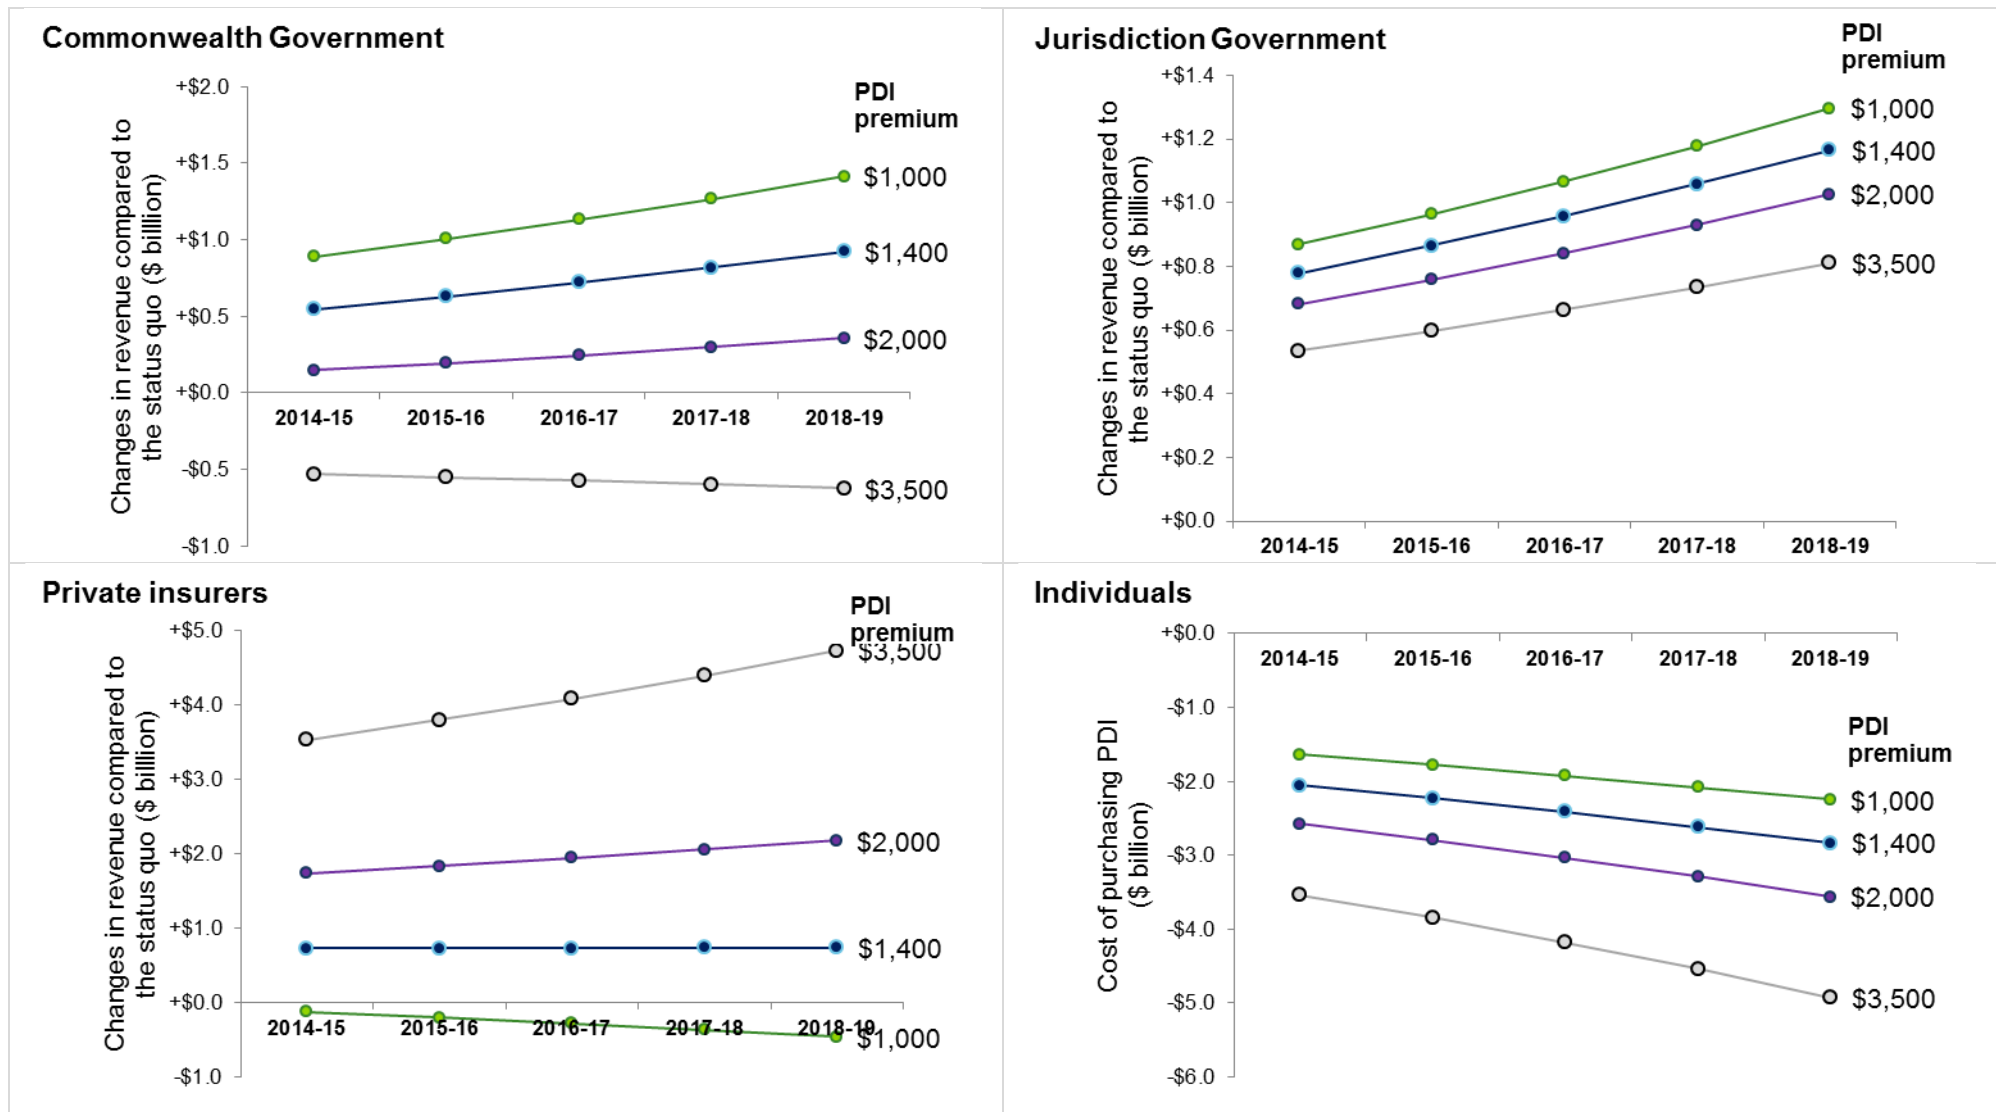 Commonwealth Government
PDI
premium
Changes in revenue compared to
the status quo ($ billlion)
+$2.0
+$1.5
+$1.0
+$0.5
+$0.0
-$0.5
-$1.0
2014-15 2015-16 2016-17 2017-18 2018-19
$1,000
$1,400
$2,000
$3,500
Jurisdiction Government
PDI
premium
Changes in revenue compared to
the status quo ($ billlion)
+$1.4
+$1.2
+$1.0
+$0.8
+$0.6
+$0.4
+$0.2
+$0.0
2014-15 2015-16 2016-17 2017-18 2018-19
$1,000
$1,400
$2,000
$3,500
Private insurers
PDI
premium
Changes in revenue compared to
the status quo ($ billlion)
+$5.0
+$4.0
+$3.0
+$2.0
+$1.0
+$0.0
-$1.0
2014-15 2015-16 2016-17 2017-18 2018-19
$3,500
$2,000
$1,400
$1,000
Individuals
PDI
premium
Cost of purchasing PDI
($ billion)
+$0.0
-$1.0
-$2.0
-$3.0
-$4.0
-$5.0
-$6.0
2014-15 2015-16 2016-17 2017-18 2018-19
$1,000
$1,400
$2,000
$3,500